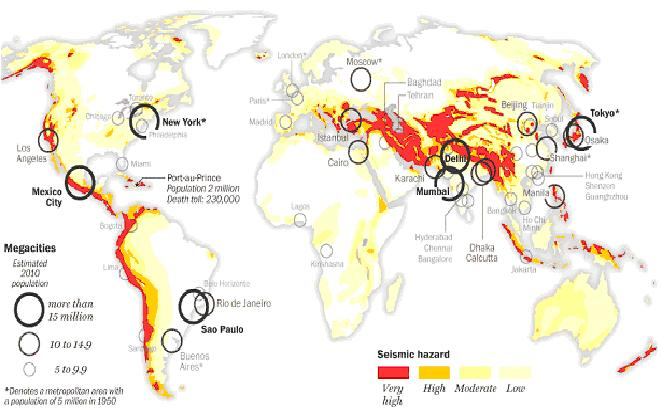 London*
Moscow*
Toronto
Chicago
New York*
Philadelphia
Paris*
Madrid
Istanbul
Baghdad
Tehran
Beijing
Tianjin
Seoul
Tokyo*
Osaka
Los
Angeles
Miami
Cairo
Karachi
Delhi
Shanghai*
Mexico
City
Port-au-Prince
Population 2 million
Death toll: 230,000
Mumbai
Hong Kong
Shenzen
Guangzhou
Manila
Bangkok
Ho Chi
Minh
Bogota
Lagos
Hyderabad
Chennai
Bangalore
Dhaka
Calcutta
Kinshasha
Jakarta
Lima
Belo Horizonte
Rio de Janeiro
Sao Paulo
Santiago
Buenos
Aires*
Megacities
Estimated
2010
population
more than
15 million
10 to 14.9
5 to 9.9
*Denotes a metropolitan area with
a population of 5 million in 1950
Seismic hazard
Very
high
High
Moderate
Low